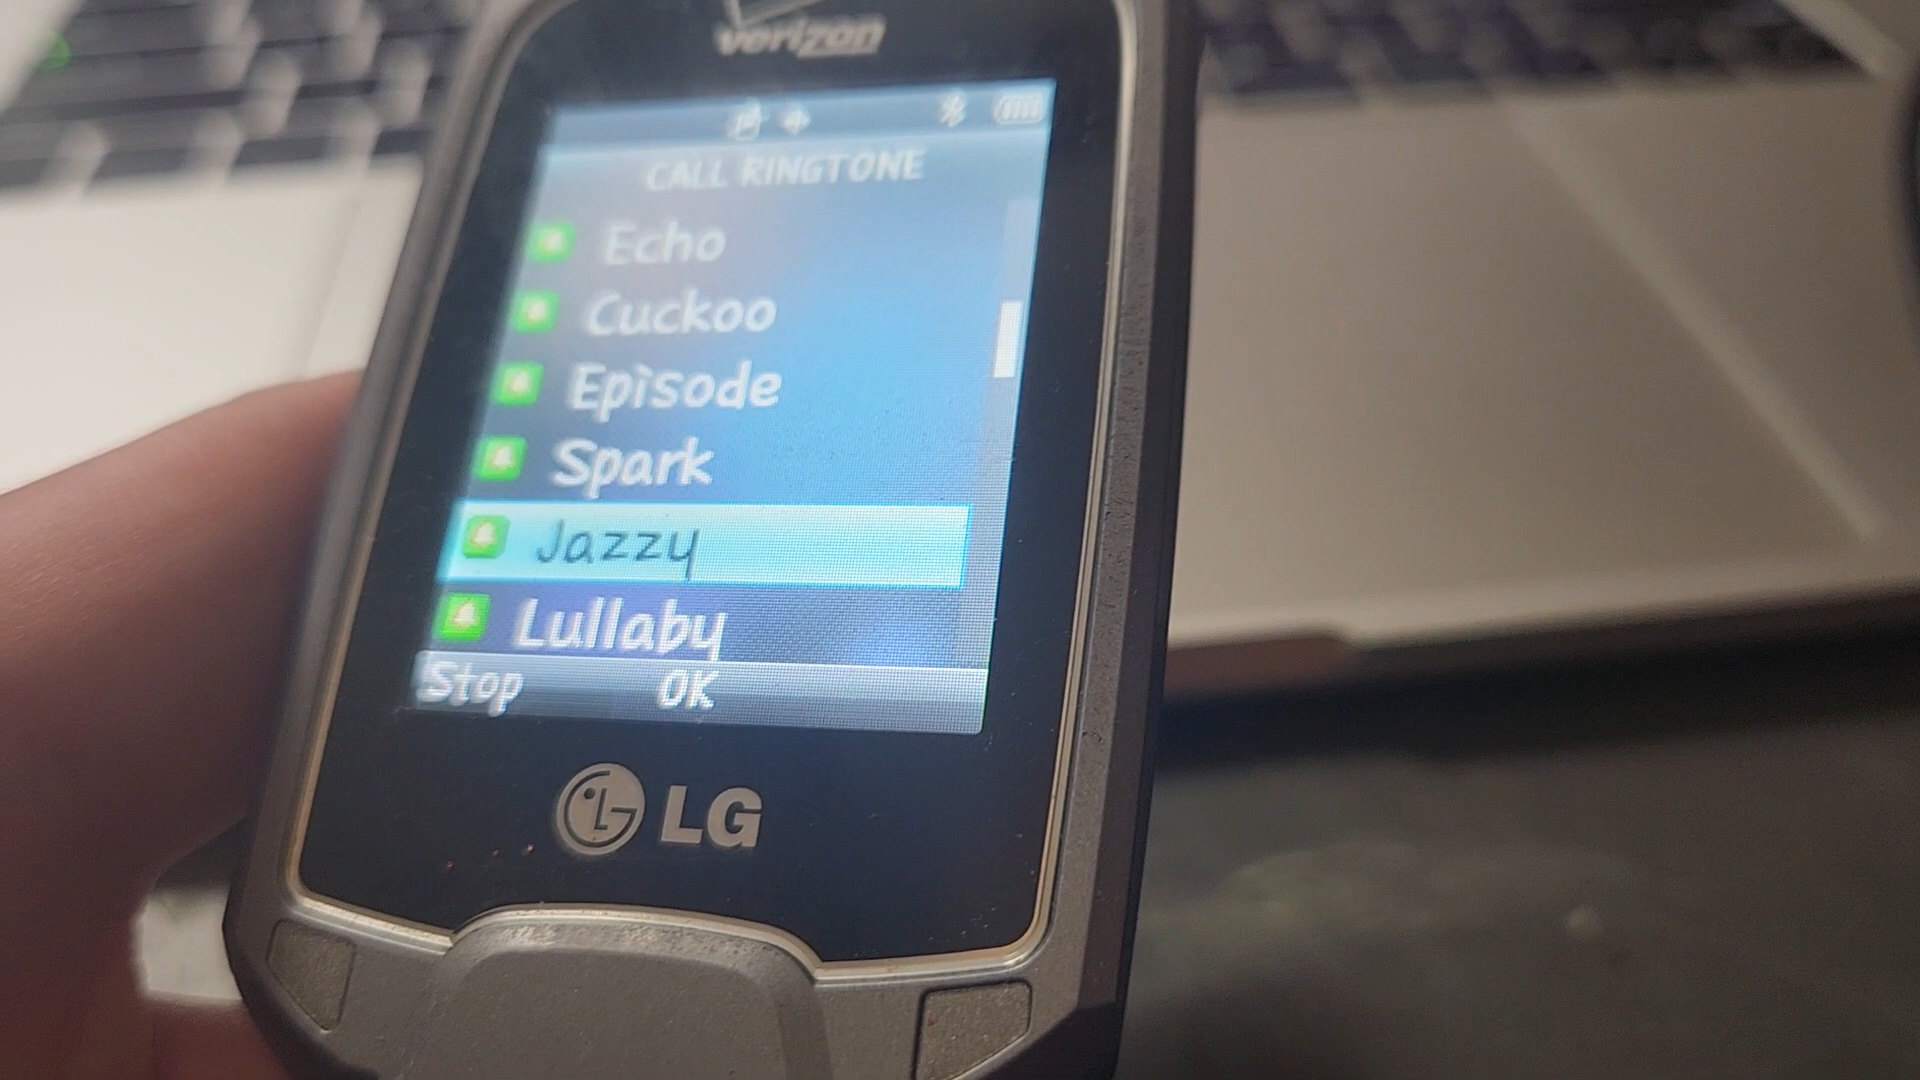 verizon
CALL RINGTONE
Echo
Cuckoo
Episode
Spark
Jazzy
Lullaby
Stop OK
LG